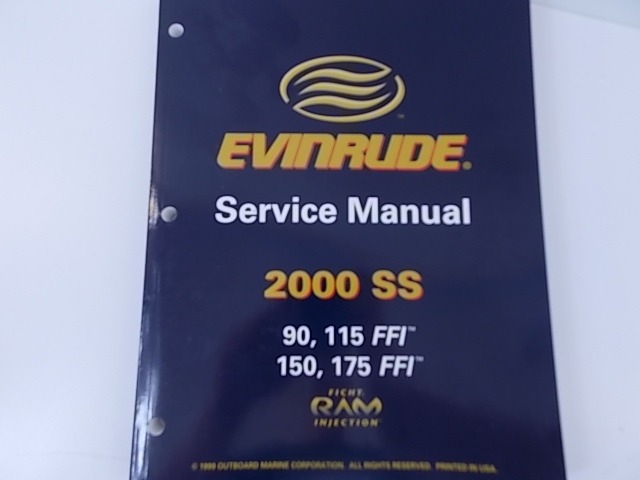 ™
EVINRUDE®
Service Manual
2000 SS
90, 115 FFI™
150, 175 FFI™
FICHT
RAM
INJECTION
© 1999 OUTBOARD MARINE CORPORATION. ALL RIGHTS RESERVED. PRINTED IN USA.